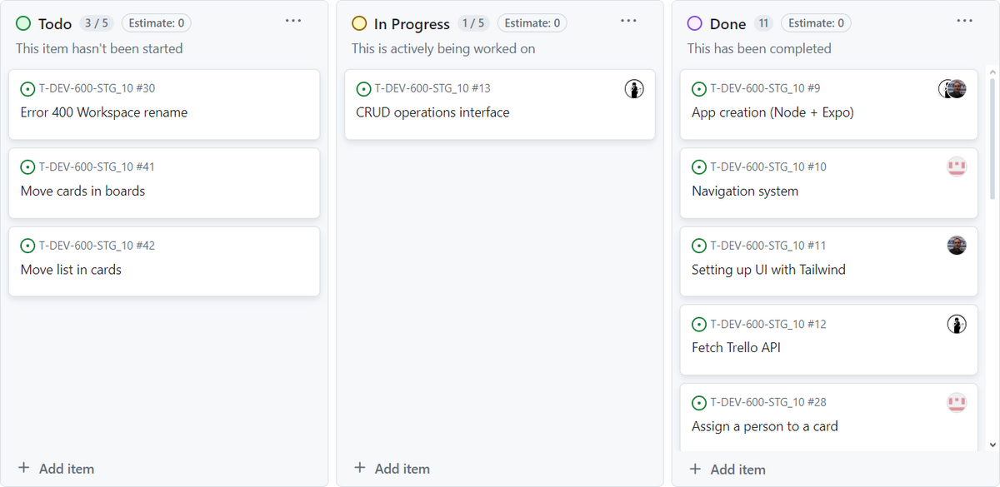 Todo 3 / 5 Estimate: 0
This item hasn't been started
T-DEV-600-STG_10 #30
Error 400 Workspace rename
T-DEV-600-STG_10 #41
Move cards in boards
T-DEV-600-STG_10 #42
Move list in cards
Add item
In Progress 1 / 5 Estimate: 0
This is actively being worked on
T-DEV-600-STG_10 #13
CRUD operations interface
Add item
Done 11 Estimate: 0
This has been completed
T-DEV-600-STG_10 #9
App creation (Node + Expo)
T-DEV-600-STG_10 #10
Navigation system
T-DEV-600-STG_10 #11
Setting up UI with Tailwind
T-DEV-600-STG_10 #12
Fetch Trello API
T-DEV-600-STG_10 #28
Assign a person to a card
Add item